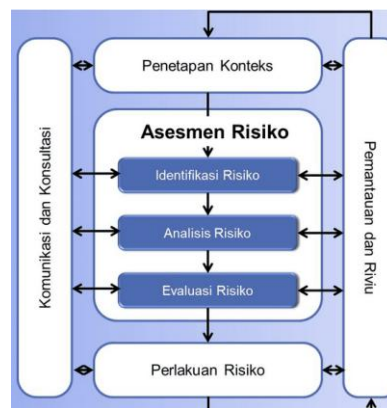 Penetapan Konteks
Komunikasi dan Konsultasi
Asesmen Risiko
Identifikasi Risiko
Analisis Risiko
Evaluasi Risiko
Pemantauan dan Riviu
Perlakuan Risiko